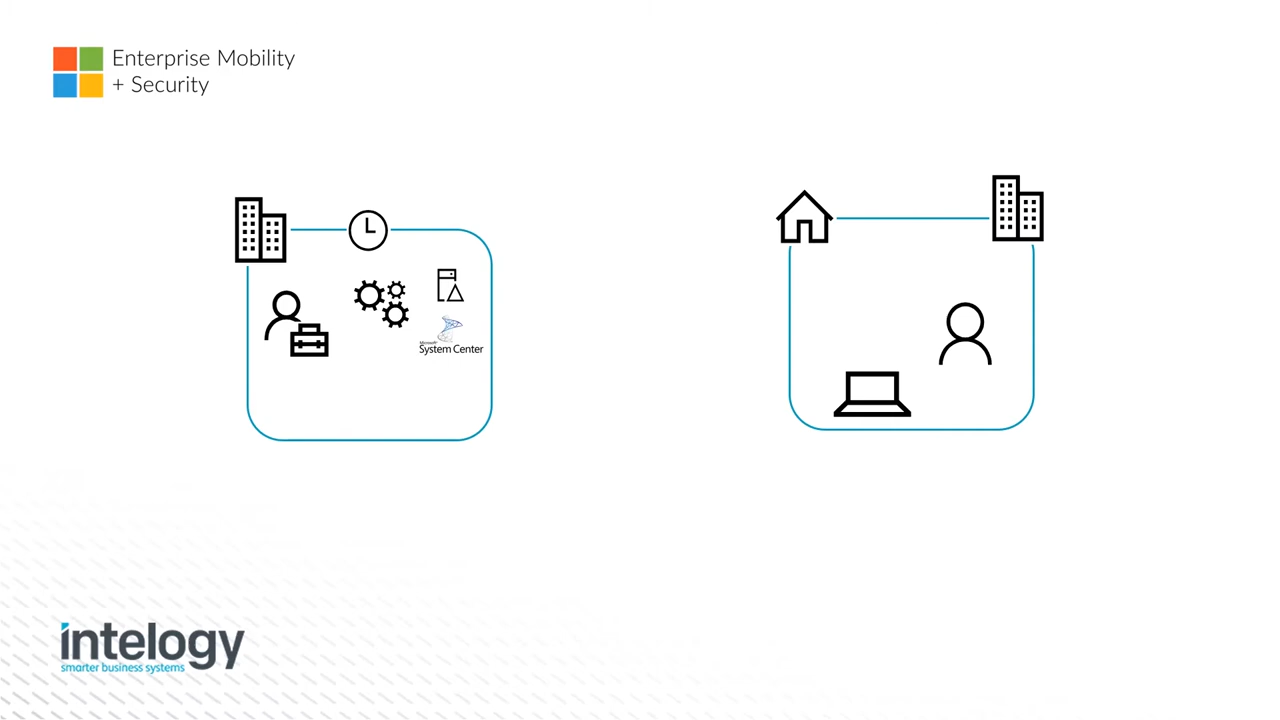 Enterprise Mobility
+ Security
Microsoft
System Center
intelogy
smarter business systems